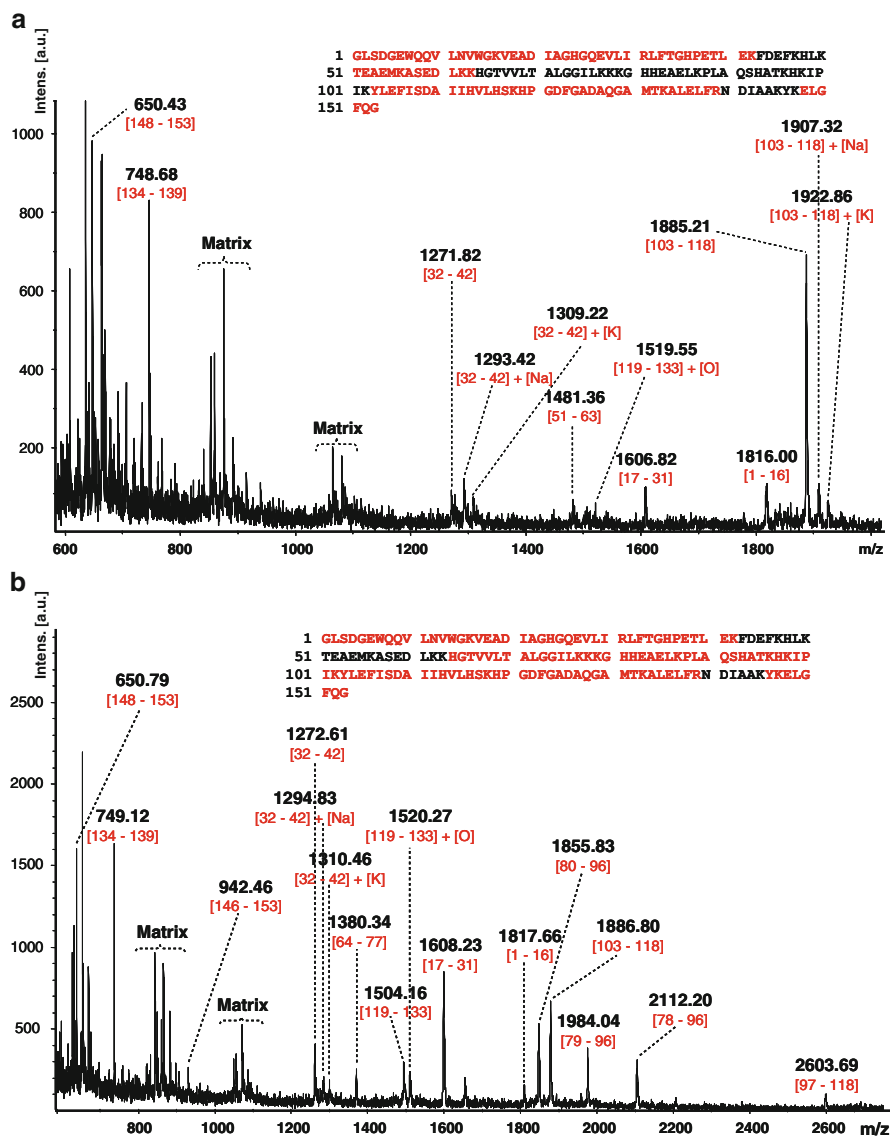 a
Intens. [a.u.]
1 GLSDGEWQQV LNVWGKVEAD IAGHGQEVLI RLFTGHPETL EKFDEFKHLK
51 TEAEMKASED LKKHGTVVLT ALGGILKKKG HHEAELKPLA QSHATKHKIP
101 IKYLEFISDA IIHVLHSKHP GDFGADAQGA MTKALELFRN DIAAKYKELG
151 FQG
650.43
[148 - 153]
748.68
[134 - 139]
Matrix
Matrix
1271.82
[32 - 42]
1293.42
[32 - 42] + [Na]
1309.22
[32 - 42] + [K]
1481.36
[51 - 63]
1519.55
[119 - 133] + [O]
1606.82
[17 - 31]
1816.00
[1 - 16]
1885.21
[103 - 118]
1907.32
[103 - 118] + [Na]
1922.86
[103 - 118] + [K]
1000
800
600
400
200
600 800 1000 1200 1400 1600 1800 m/z
b
Intens. [a.u.]
1 GLSDGEWQQV LNVWGKVEAD IAGHGQEVLI RLFTGHPETL EKFDEFKHLK
51 TEAEMKASED LKKHGTVVLT ALGGILKKKG HHEAELKPLA QSHATKHKIP
101 IKYLEFISDA IIHVLHSKHP GDFGADAQGA MTKALELFRN DIAAKYKELG
151 FQG
650.79
[148 - 153]
749.12
[134 - 139]
Matrix
942.46
[146 - 153]
Matrix
1272.61
[32 - 42]
1294.83
[32 - 42] + [Na]
1310.46
[32 - 42] + [K]
1380.34
[64 - 77]
1504.16
[119 - 133]
1520.27
[119 - 133] + [O]
1608.23
[17 - 31]
1817.66
[1 - 16]
1855.83
[80 - 96]
1886.80
[103 - 118]
1984.04
[79 - 96]
2112.20
[78 - 96]
2603.69
[97 - 118]
2500
2000
1500
1000
500
800 1000 1200 1400 1600 1800 2000 2200 2400 2600 m/z